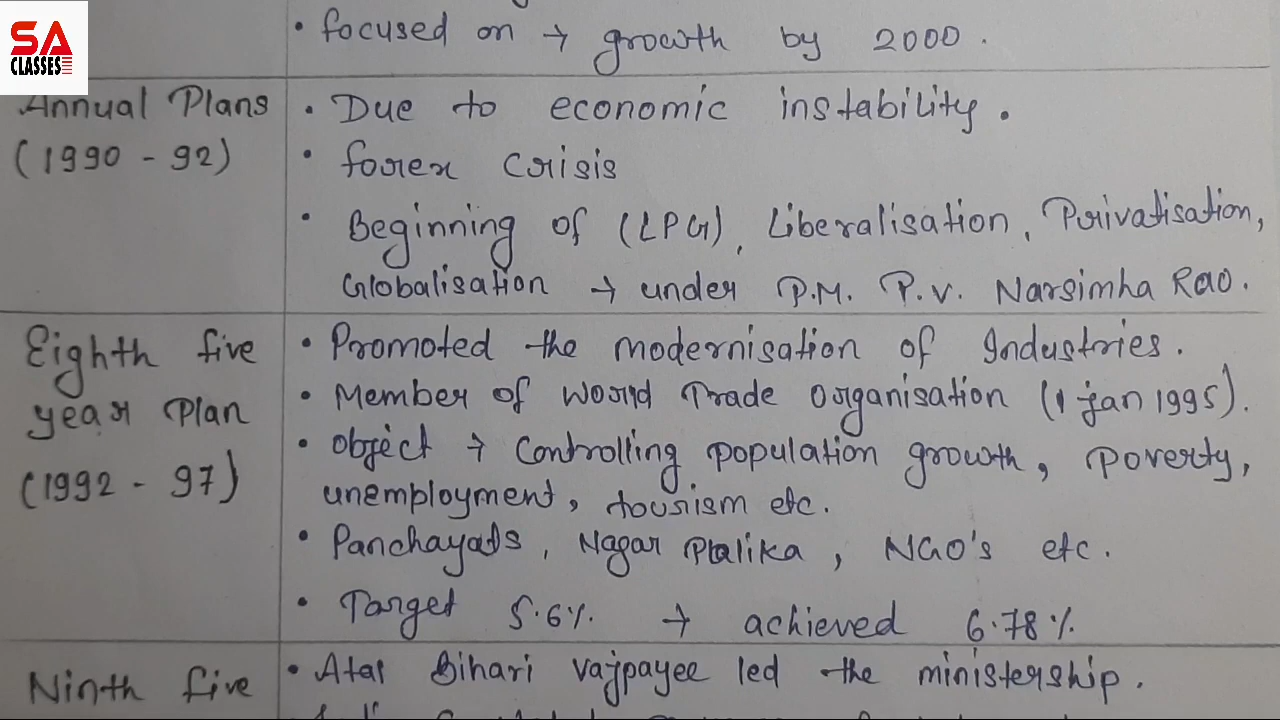 SA
CLASSES
• focused on → growth by 2000.
Annual Plans
(1990 - 92)
• Due to economic instability.
• forex crisis
• Beginning of (LPG), Liberalisation, Privatisation,
Globalisation → under P.M. P.V. Narsimha Rao.
Eighth five
year Plan
(1992 - 97)
• Promoted the modernisation of Industries.
• Member of World Trade Organisation (1 jan 1995).
• Object → Controlling population growth, poverty,
unemployment, tourism etc.
• Panchayats, Nagar Palika, NGO's etc.
• Target 5.6% → achieved 6.78%
Ninth five
• Atal Bihari Vajpayee led the ministership.